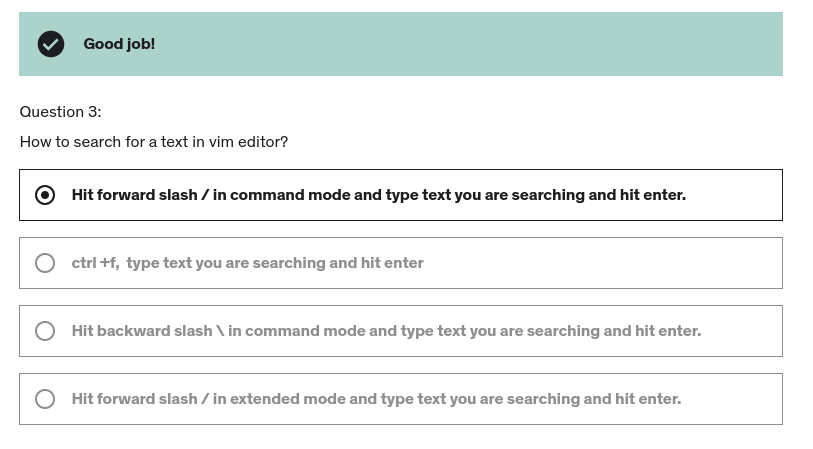 Good job!
Question 3:
How to search for a text in vim editor?
Hit forward slash / in command mode and type text you are searching and hit enter.
ctrl +f,  type text you are searching and hit enter
Hit backward slash \ in command mode and type text you are searching and hit enter.
Hit forward slash / in extended mode and type text you are searching and hit enter.